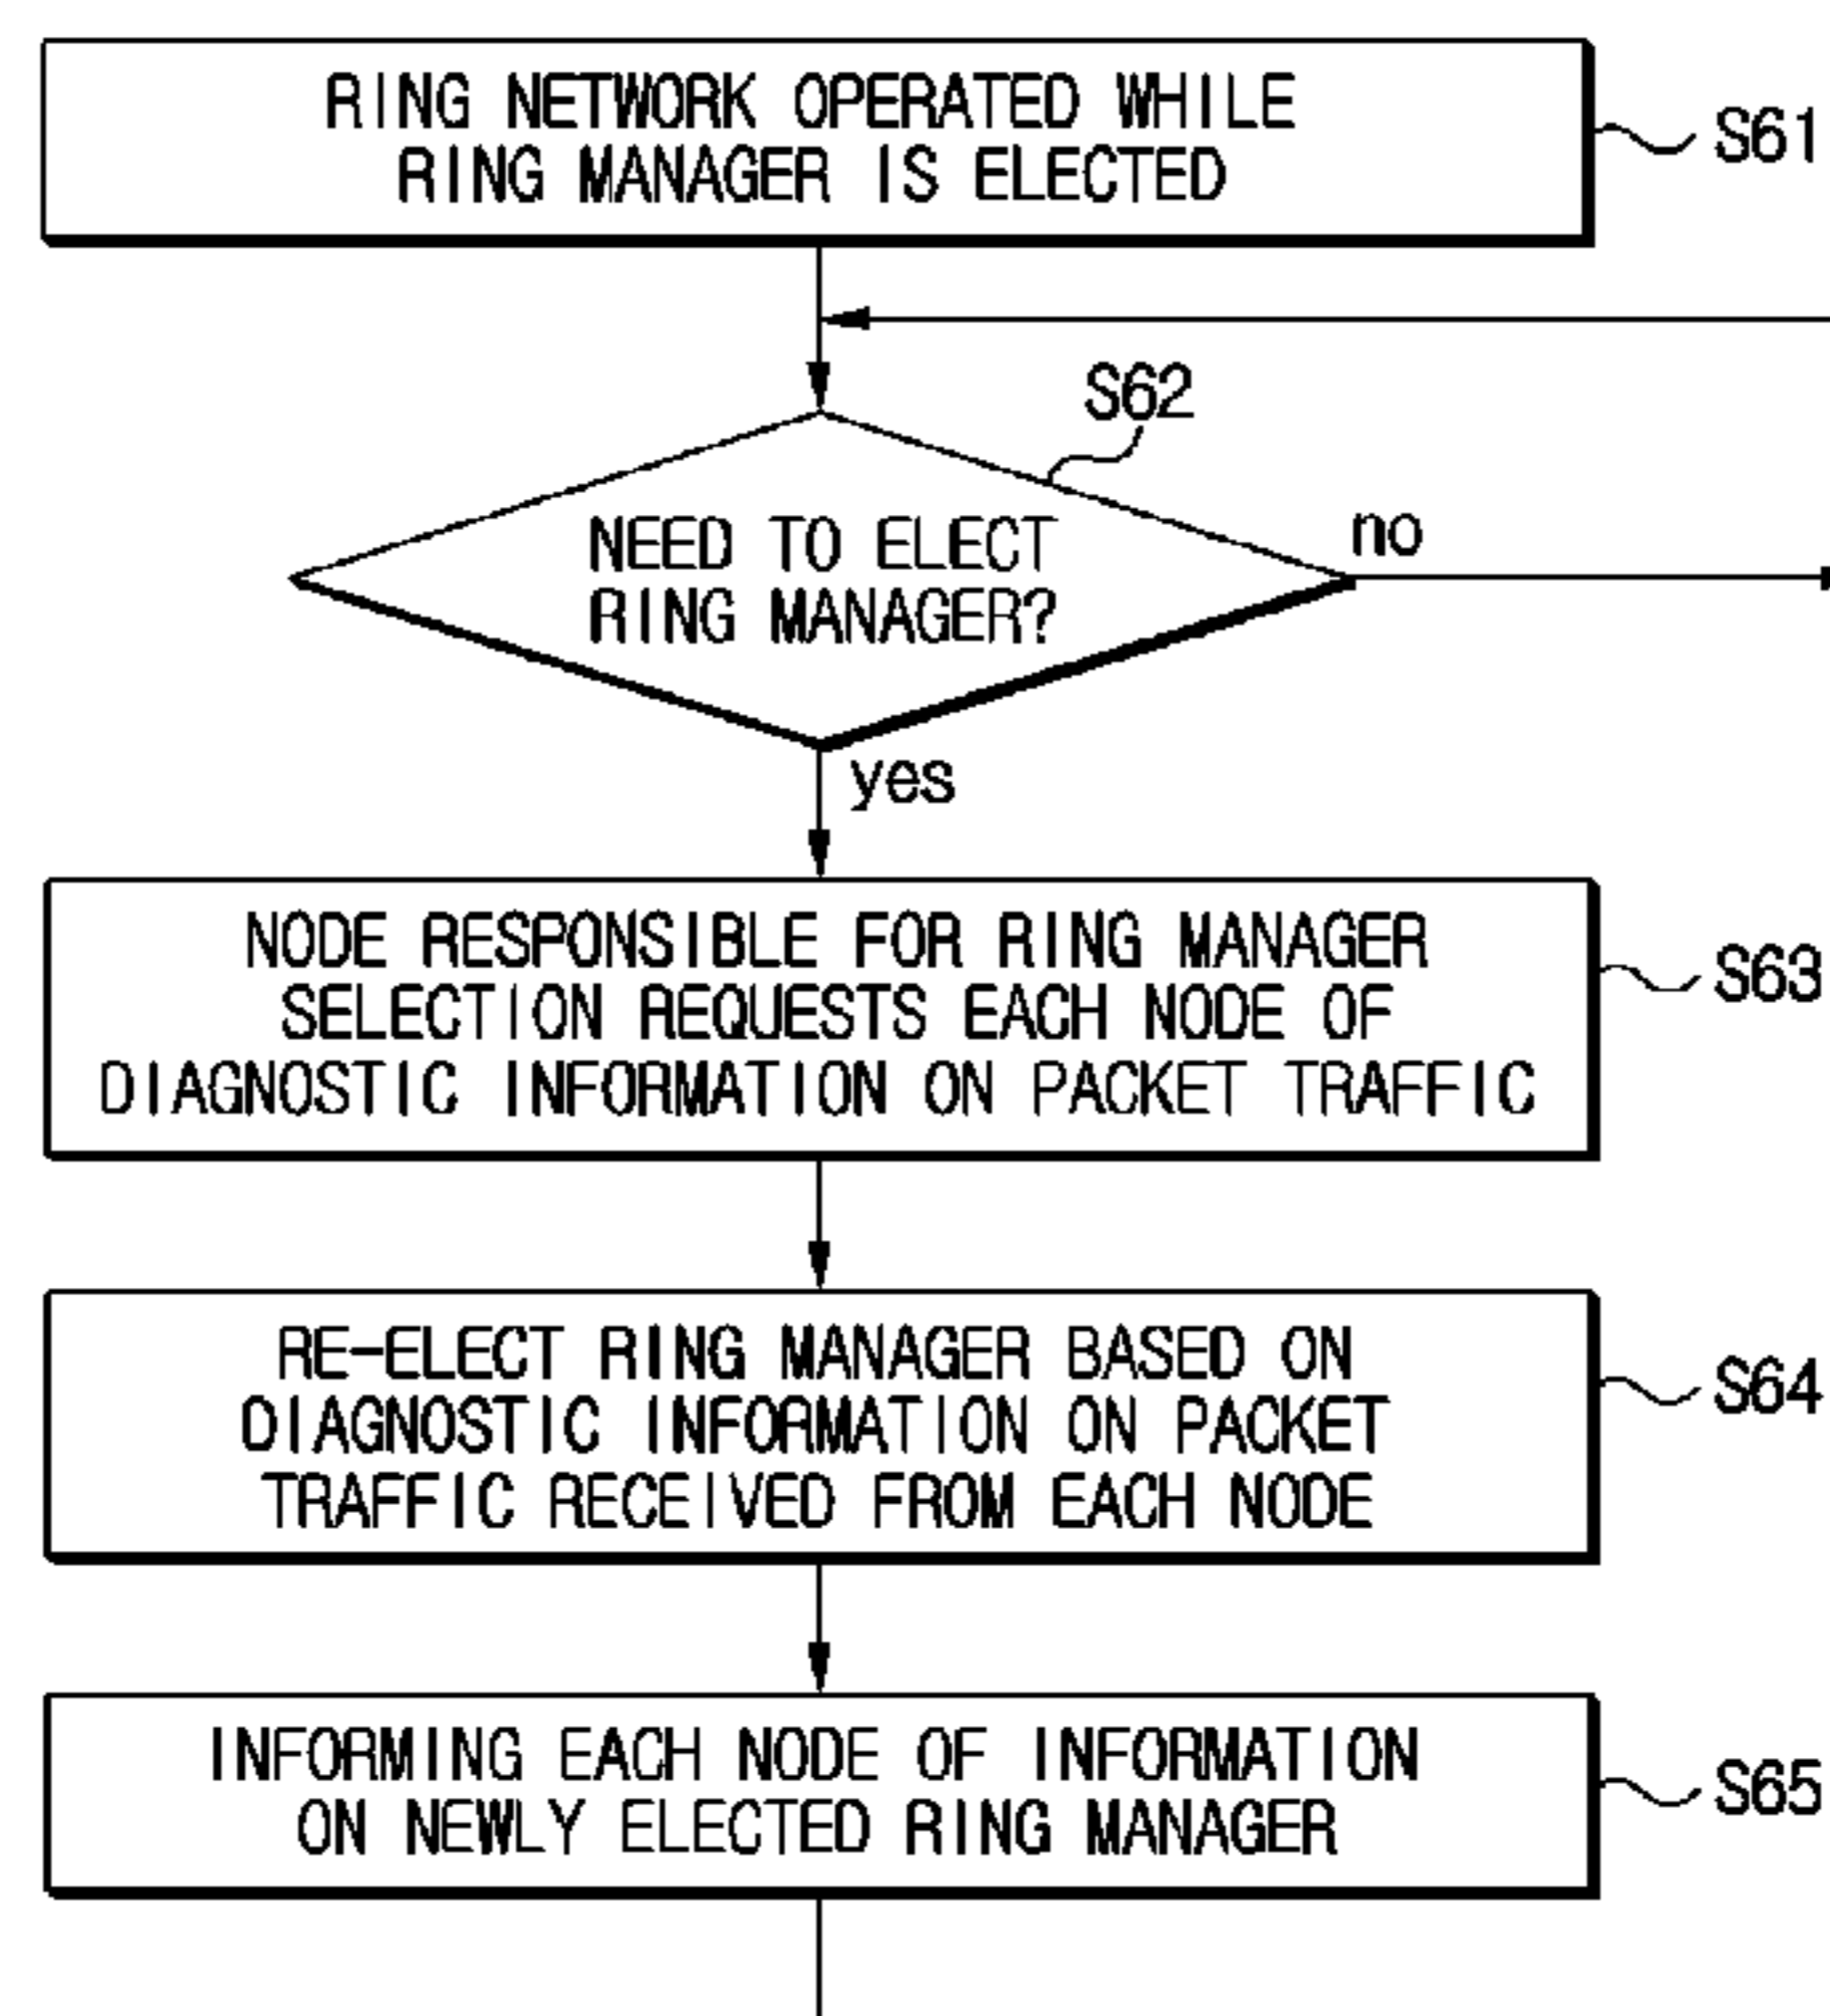 RING NETWORK OPERATED WHILE
RING MANAGER IS ELECTED
S61
S62
NEED TO ELECT
RING MANAGER?
no
yes
NODE RESPONSIBLE FOR RING MANAGER
SELECTION REQUESTS EACH NODE OF
DIAGNOSTIC INFORMATION ON PACKET TRAFFIC
S63
RE-ELECT RING MANAGER BASED ON
DIAGNOSTIC INFORMATION ON PACKET
TRAFFIC RECEIVED FROM EACH NODE
S64
INFORMING EACH NODE OF INFORMATION
ON NEWLY ELECTED RING MANAGER
S65